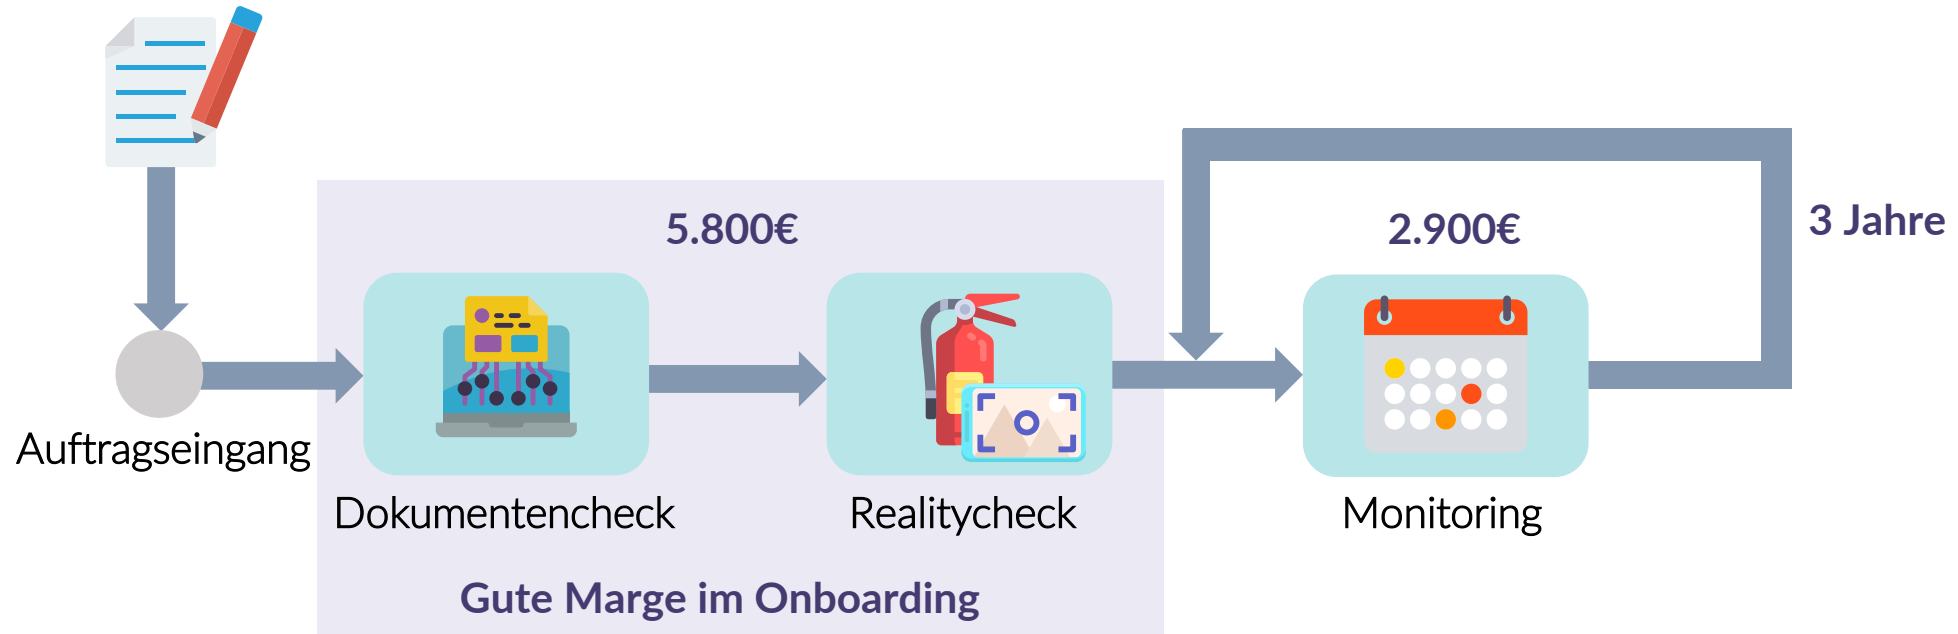 5.800€
2.900€
3 Jahre
Auftragseingang
Dokumentencheck
Realitycheck
Monitoring
Gute Marge im Onboarding